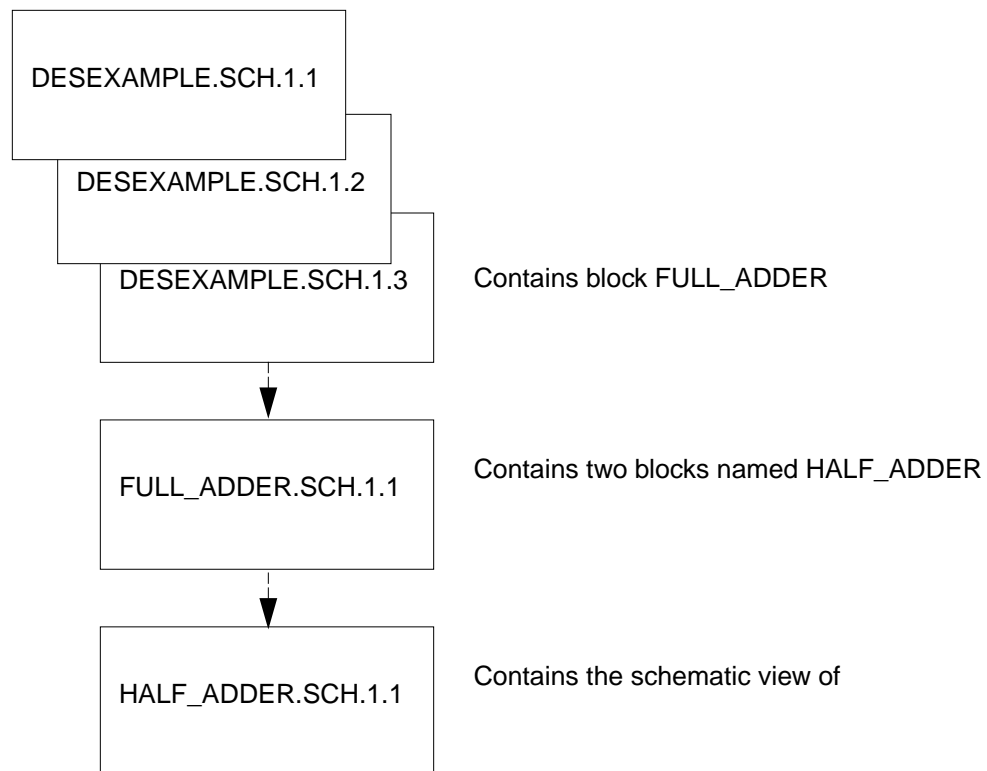 DESEXAMPLE.SCH.1.1
DESEXAMPLE.SCH.1.2
DESEXAMPLE.SCH.1.3
Contains block FULL_ADDER
FULL_ADDER.SCH.1.1
Contains two blocks named HALF_ADDER
HALF_ADDER.SCH.1.1
Contains the schematic view of